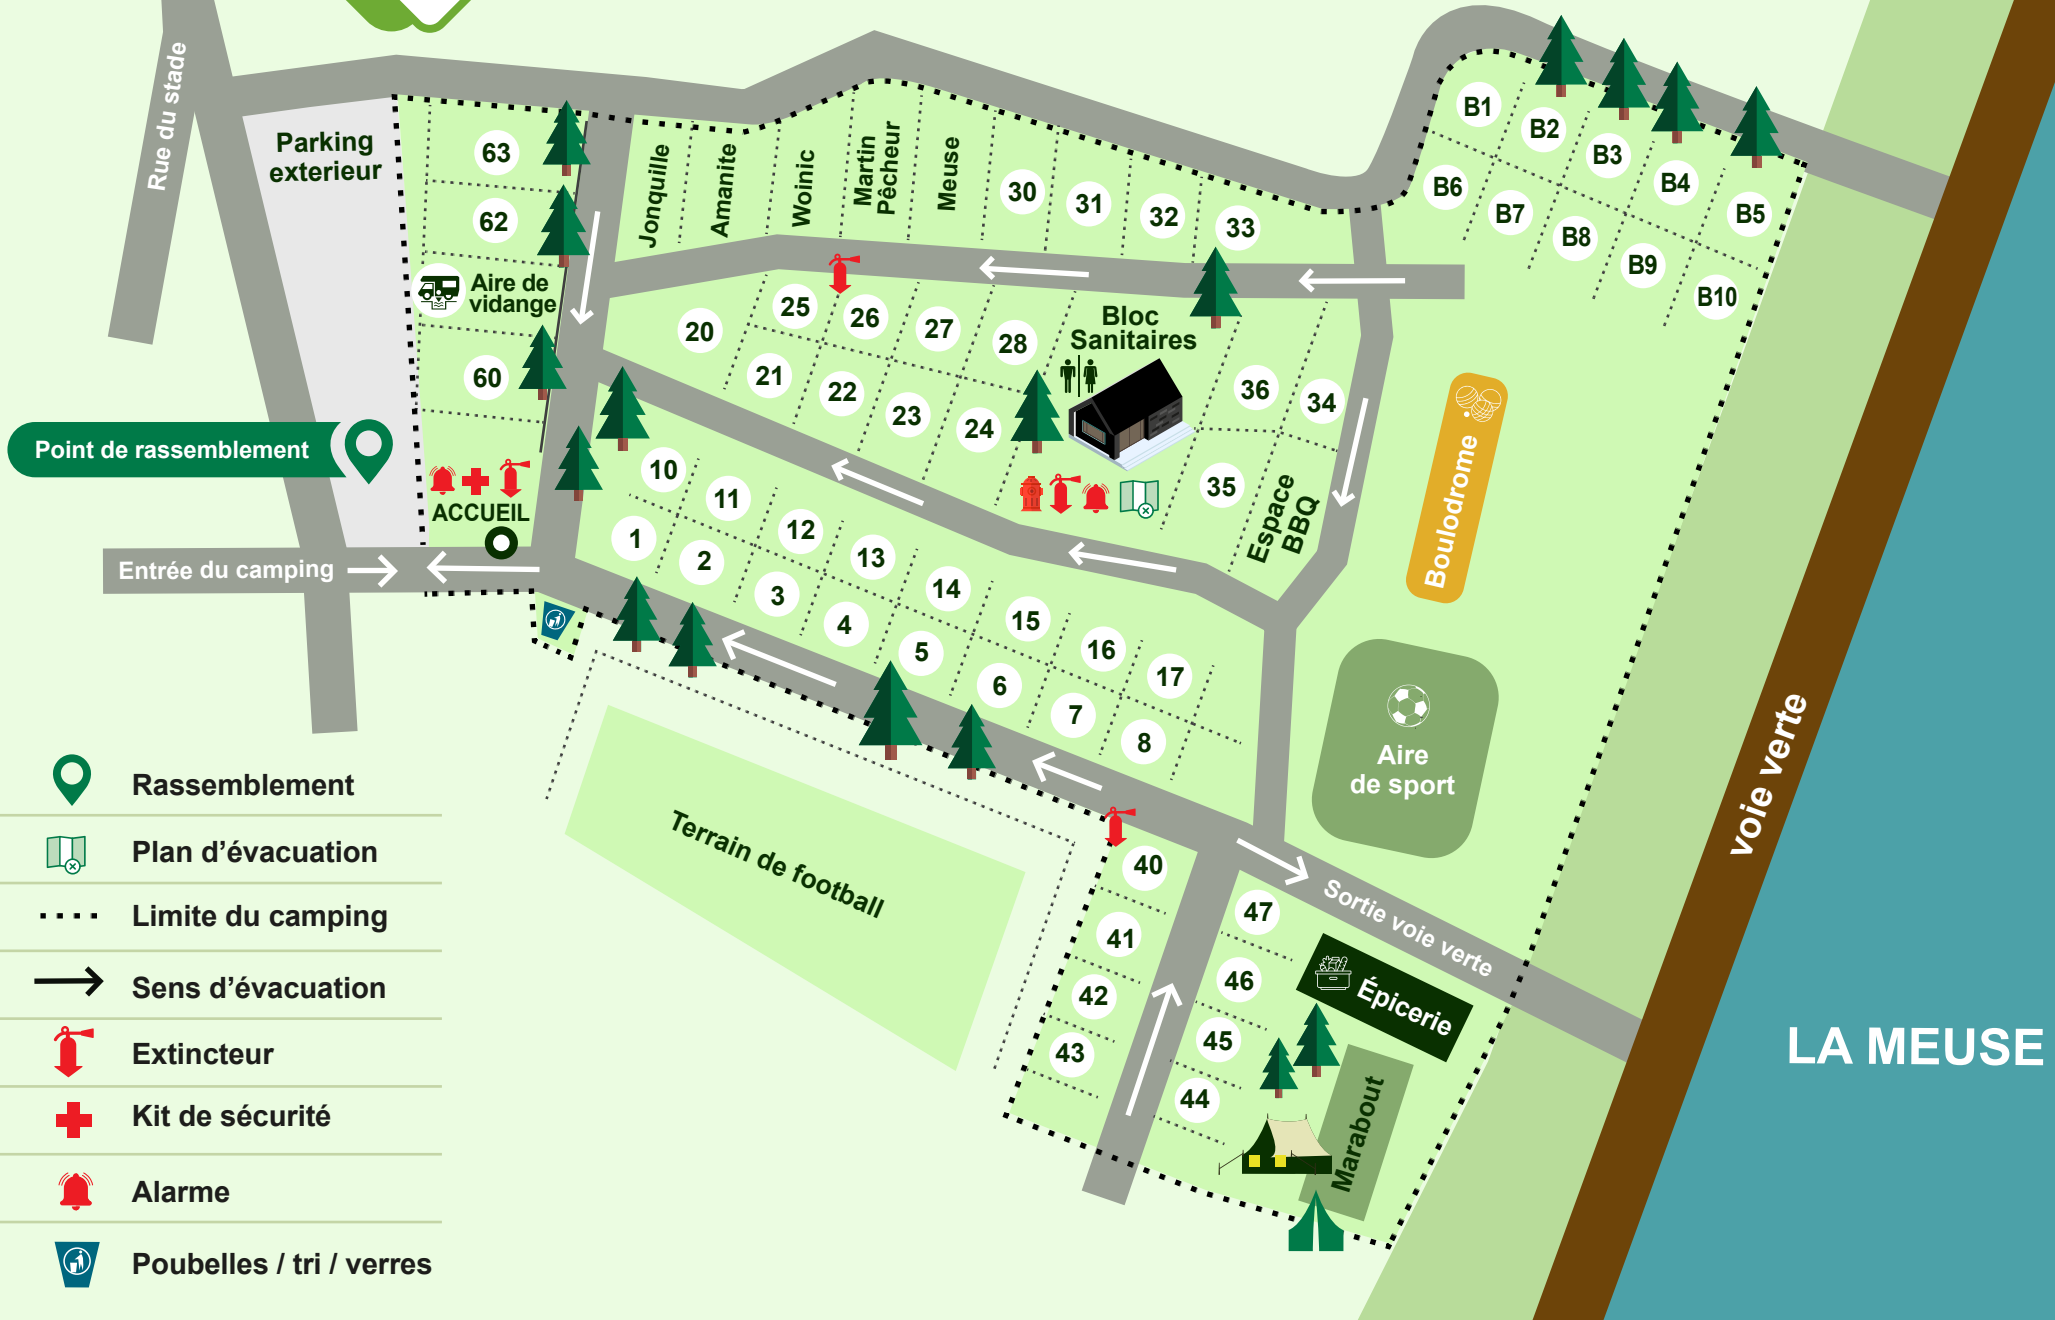 Rue du stade
Parking
exterieur
63
62
Aire de
vidange
60
Point de rassemblement
ACCUEIL
Entrée du camping
Jonquille
Amanite
Woinic
Martin
Pêcheur
Meuse
30
31
32
33
B1
B2
B3
B4
B5
B6
B7
B8
B9
B10
20
25
26
27
28
21
22
23
24
Bloc
Sanitaires
36
34
35
Espace
BBQ
Boulodrome
10
11
12
13
14
15
16
17
1
2
3
4
5
6
7
8
Aire
de sport
Terrain de football
40
41
42
43
47
46
45
44
Sortie voie verte
Épicerie
Marabout
voie verte
LA MEUSE
Rassemblement
Plan d’évacuation
Limite du camping
Sens d’évacuation
Extincteur
Kit de sécurité
Alarme
Poubelles / tri / verres